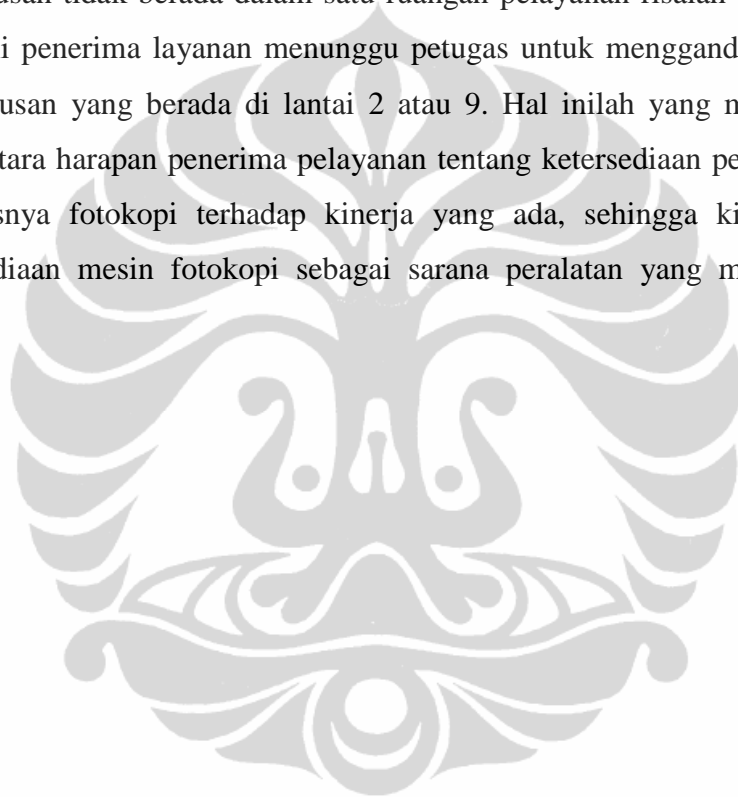 usan tidak berada dalam satu ruangan pelayanan risalah
i penerima layanan menunggu petugas untuk menggand
usan yang berada di lantai 2 atau 9. Hal inilah yang m
tara harapan penerima pelayanan tentang ketersediaan pe
snya fotokopi terhadap kinerja yang ada, sehingga ki
diaan mesin fotokopi sebagai sarana peralatan yang m